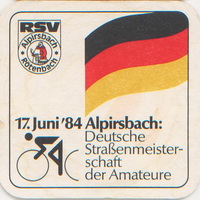 RSV
Alpirsbach
Rötenbach
17. Juni '84 Alpirsbach:
Deutsche
Straßenmeister-
schaft
der Amateure